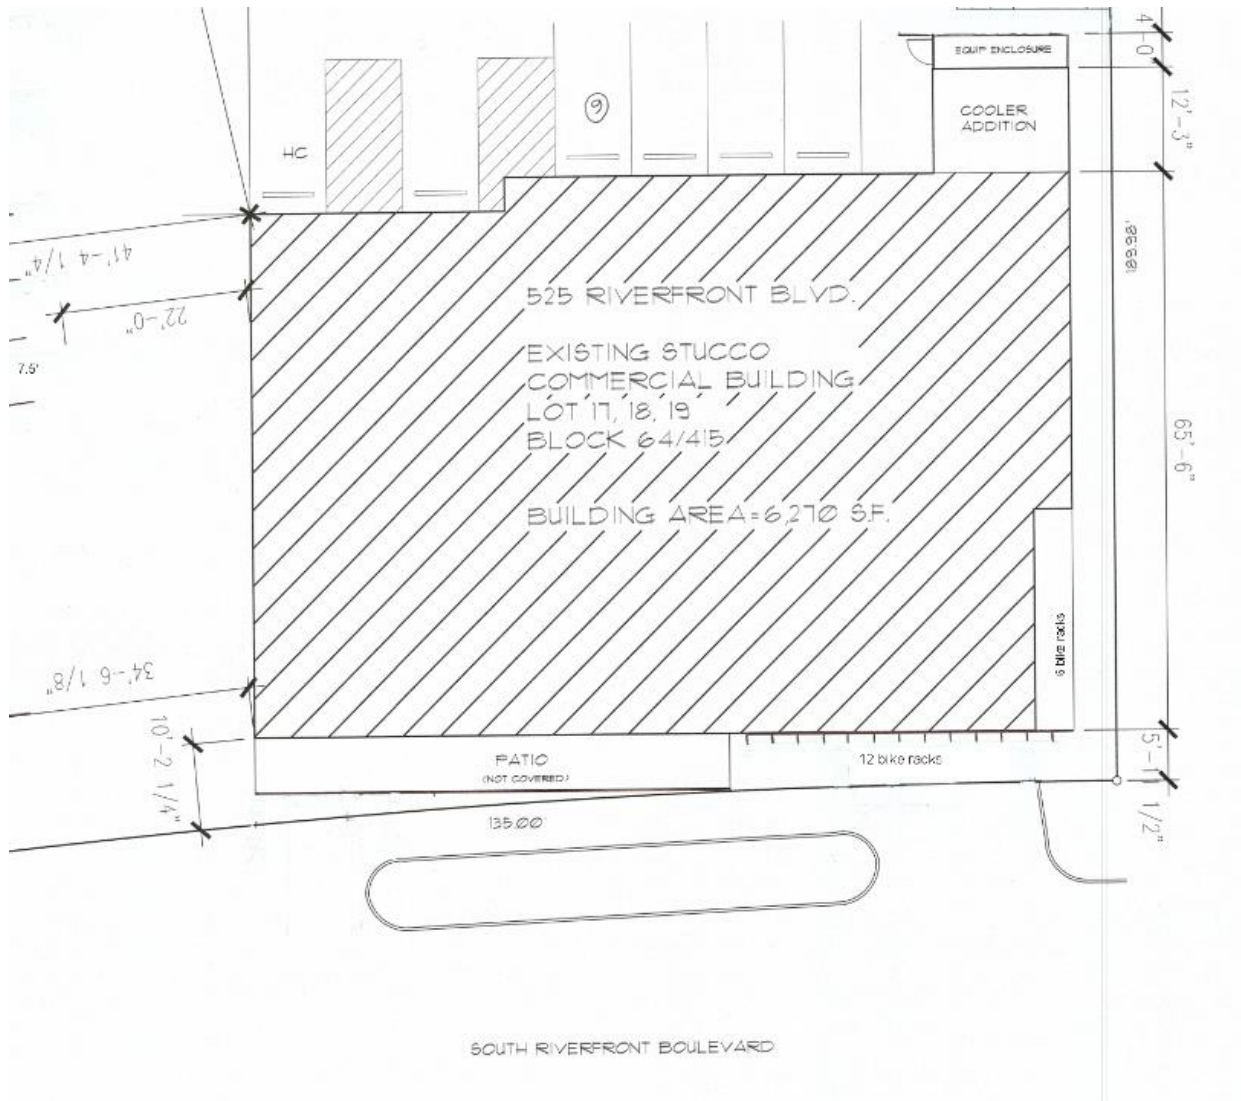 4'-0"
EQUIP ENCLOSURE
12'-3"
COOLER
ADDITION
9
HC
189.98'
41'-4 1/4"
22'-0"
7.5'
525 RIVERFRONT BLVD.
EXISTING STUCCO
COMMERCIAL BUILDING
LOT 17, 18, 19
BLOCK 64/415
BUILDING AREA=6,270 S.F.
65'-6"
6 bike racks
34'-6 1/8"
10'-2 1/4"
PATIO
(NOT COVERED)
12 bike racks
5'-1 1/2"
135.00'
SOUTH RIVERFRONT BOULEVARD